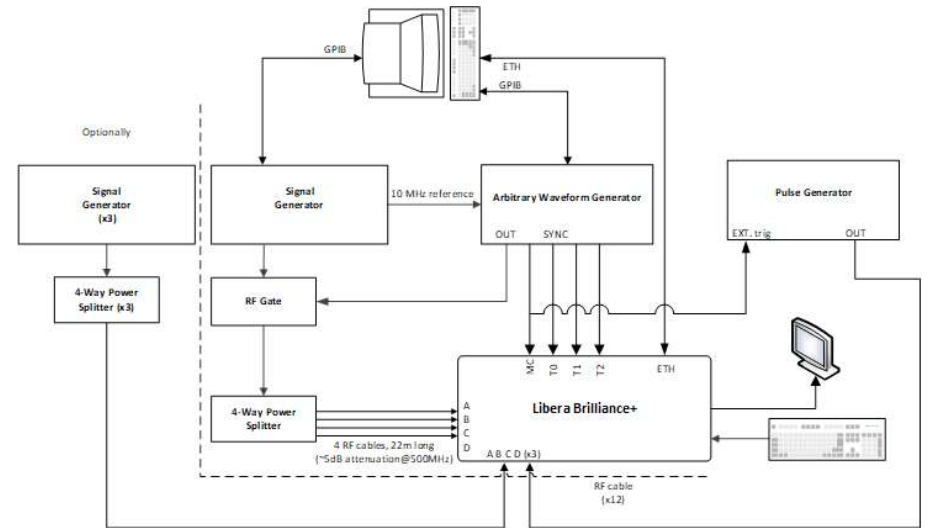 GPIB
ETH
GPIB
Optionally
Signal
Generator
(x3)
Signal
Generator
10 MHz reference
Arbitrary Waveform Generator
OUT
SYNC
Pulse Generator
EXT. trig
OUT
4-Way Power
Splitter (x3)
RF Gate
MC
T0
T1
T2
ETH
4-Way Power
Splitter
A
B
C
D
Libera Brilliance+
4 RF cables, 22m long
(~5dB attenuation@500MHz)
A B C D (x3)
RF cable
(x12)